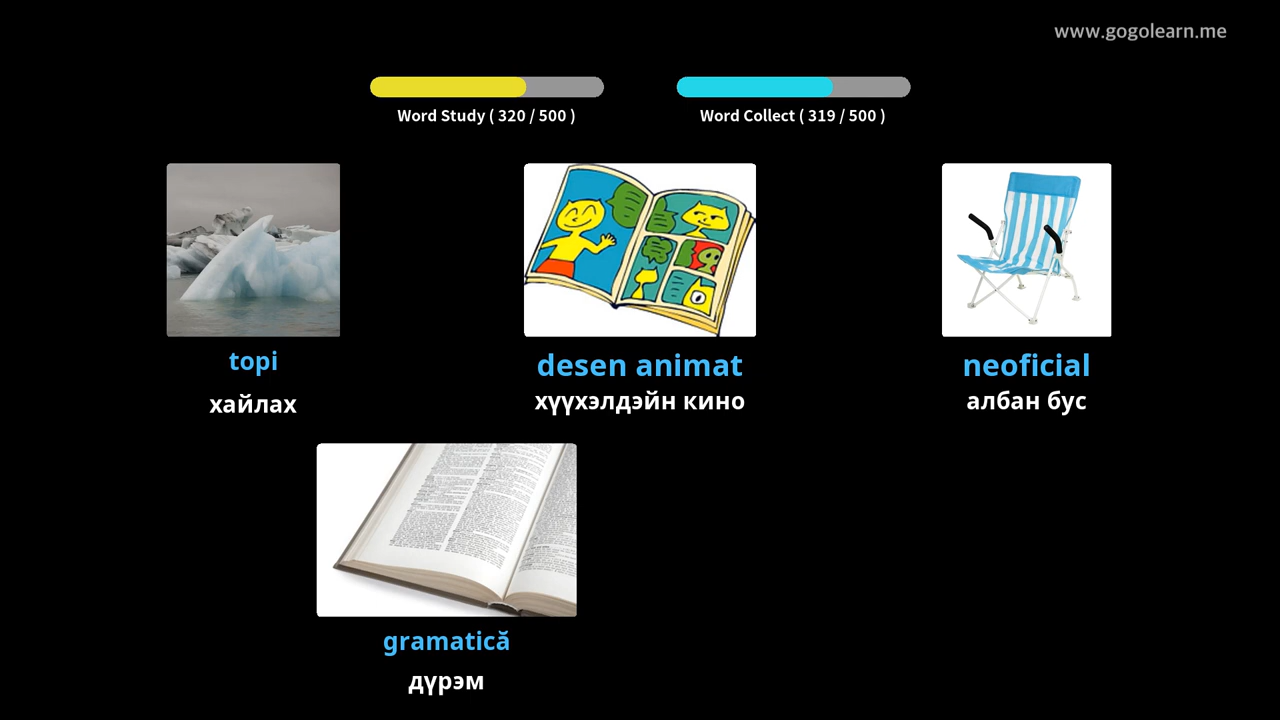 www.gogolearn.me
Word Study ( 320 / 500 )
Word Collect ( 319 / 500 )
topi
хайлах
desen animat
хүүхэлдэйн кино
neoficial
албан бус
gramatică
дүрэм